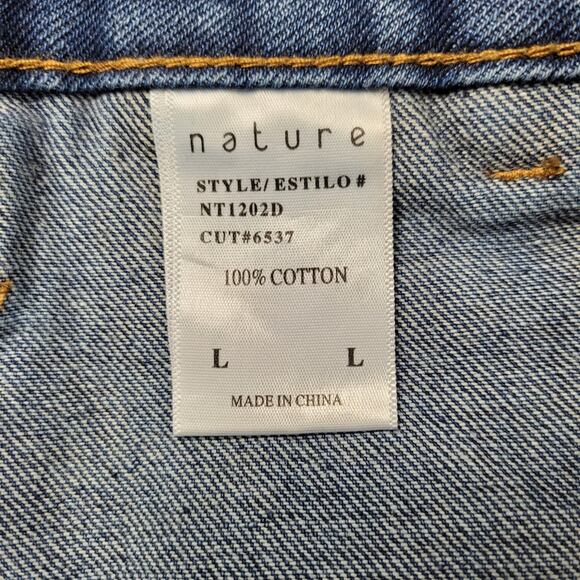 nature
STYLE/ESTILO #
NT1202D
CUT#6537
100% COTTON
L L
MADE IN CHINA